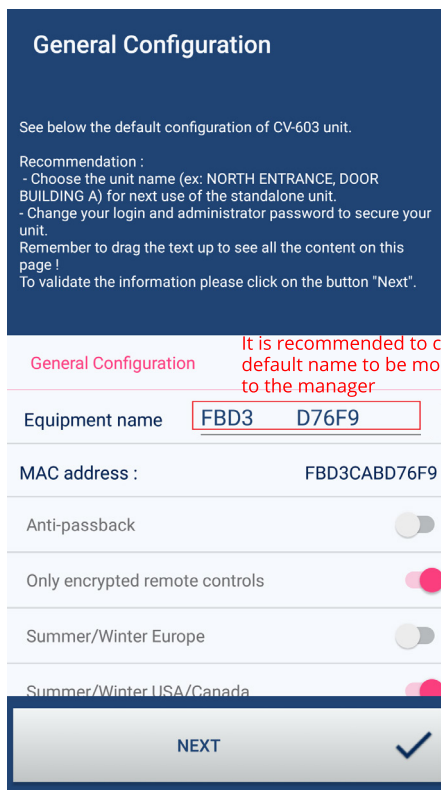 General Configuration
See below the default configuration of CV-603 unit.
Recommendation :
- Choose the unit name (ex: NORTH ENTRANCE, DOOR
BUILDING A) for next use of the standalone unit.
- Change your login and administrator password to secure your
unit.
Remember to drag the text up to see all the content on this
page !
To validate the information please click on the button "Next".
It is recommended to c
General Configuration
default name to be mo
to the manager
Equipment name FBD3 D76F9
MAC address : FBD3CABD76F9
Anti-passback
Only encrypted remote controls
Summer/Winter Europe
Summer/Winter USA/Canada
NEXT